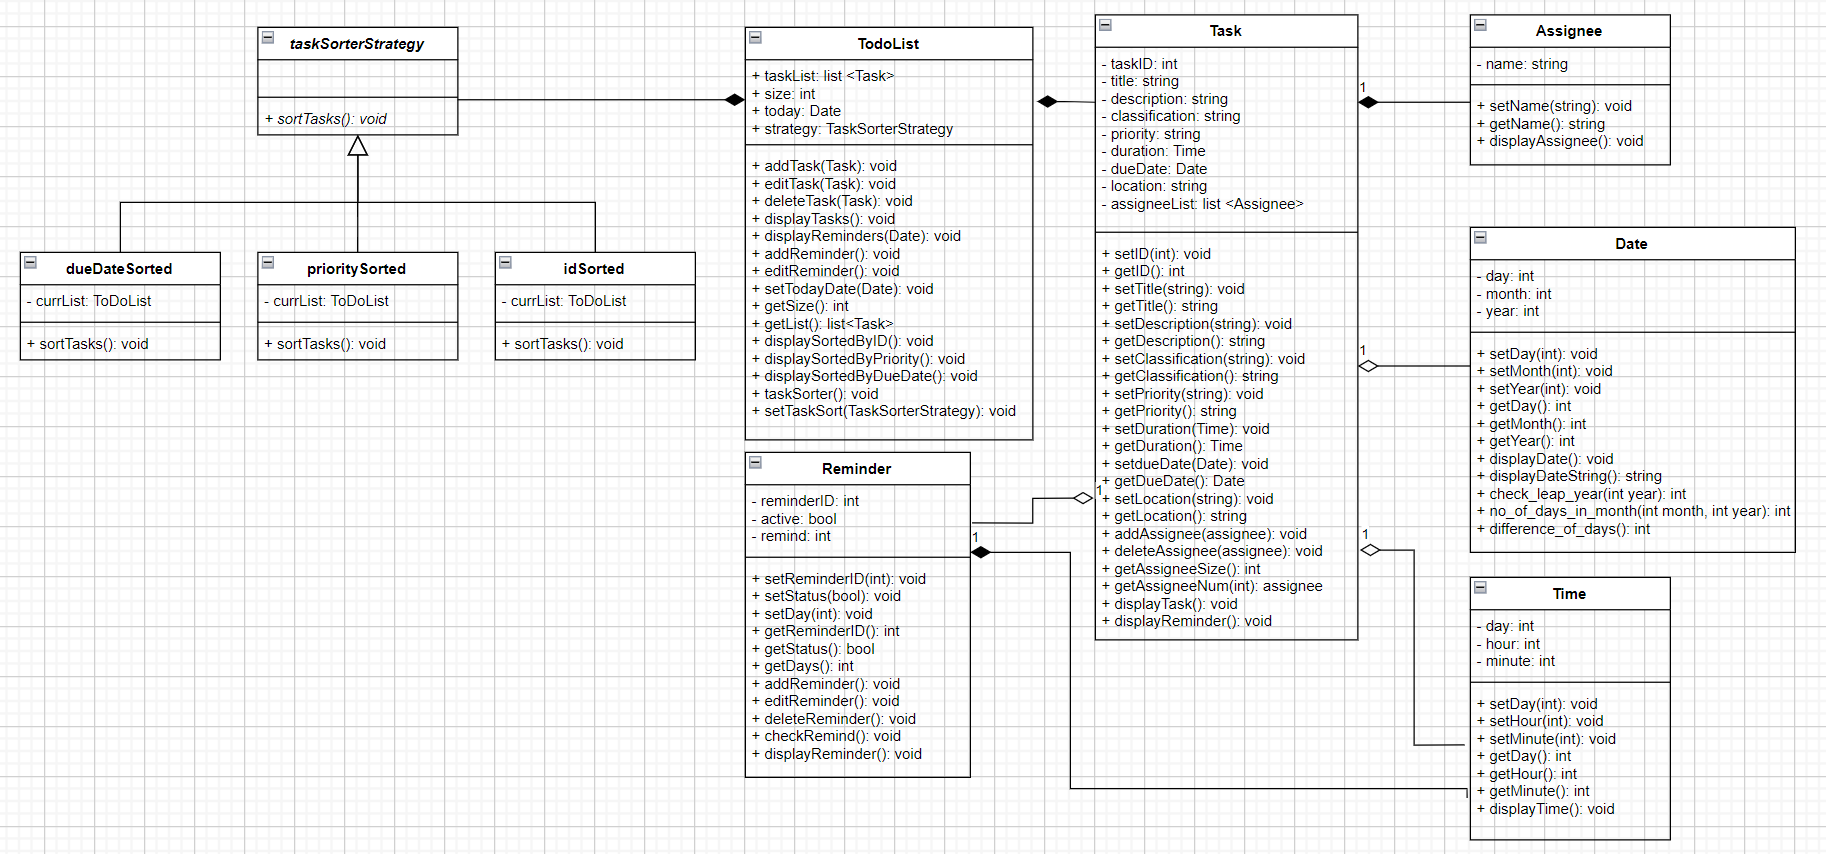 taskSorterStrategy
+ sortTasks(): void
dueDateSorted
- currList: ToDoList
+ sortTasks(): void
prioritySorted
- currList: ToDoList
+ sortTasks(): void
idSorted
- currList: ToDoList
+ sortTasks(): void
TodoList
+ taskList: list <Task>
+ size: int
+ today: Date
+ strategy: TaskSorterStrategy
+ addTask(Task): void
+ editTask(Task): void
+ deleteTask(Task): void
+ displayTasks(): void
+ displayReminders(Date): void
+ addReminder(): void
+ editReminder(): void
+ setTodayDate(Date): void
+ getSize(): int
+ getList(): list<Task>
+ displaySortedByID(): void
+ displaySortedByPriority(): void
+ displaySortedByDueDate(): void
+ taskSorter(): void
+ setTaskSort(TaskSorterStrategy): void
Reminder
- reminderID: int
- active: bool
- remind: int
1
+ setReminderID(int): void
+ setStatus(bool): void
+ setDay(int): void
+ getReminderID(): int
+ getStatus(): bool
+ getDays(): int
+ addReminder(): void
+ editReminder(): void
+ deleteReminder(): void
+ checkRemind(): void
+ displayReminder(): void
Task
- taskID: int
- title: string
- description: string
- classification: string
- priority: string
- duration: Time
- dueDate: Date
- location: string
- assigneeList: list <Assignee>
+ setID(int): void
+ getID(): int
+ setTitle(string): void
+ getTitle(): string
+ setDescription(string): void
+ getDescription(): string
+ setClassification(string): void
+ getClassification(): string
+ setPriority(string): void
+ getPriority(): string
+ setDuration(Time): void
+ getDuration(): Time
+ setdueDate(Date): void
+ getDueDate(): Date
1
+ setLocation(string): void
+ getLocation(): string
+ addAssignee(assignee): void
+ deleteAssignee(assignee): void
+ getAssigneeSize(): int
+ getAssigneeNum(int): assignee
+ displayTask(): void
+ displayReminder(): void
1
1
1
Assignee
- name: string
+ setName(string): void
+ getName(): string
+ displayAssignee(): void
Date
- day: int
- month: int
- year: int
+ setDay(int): void
+ setMonth(int): void
+ setYear(int): void
+ getDay(): int
+ getMonth(): int
+ getYear(): int
+ displayDate(): void
+ displayDateString(): string
+ check_leap_year(int year): int
+ no_of_days_in_month(int month, int year): int
+ difference_of_days(): int
Time
- day: int
- hour: int
- minute: int
+ setDay(int): void
+ setHour(int): void
+ setMinute(int): void
+ getDay(): int
+ getHour(): int
+ getMinute(): int
+ displayTime(): void